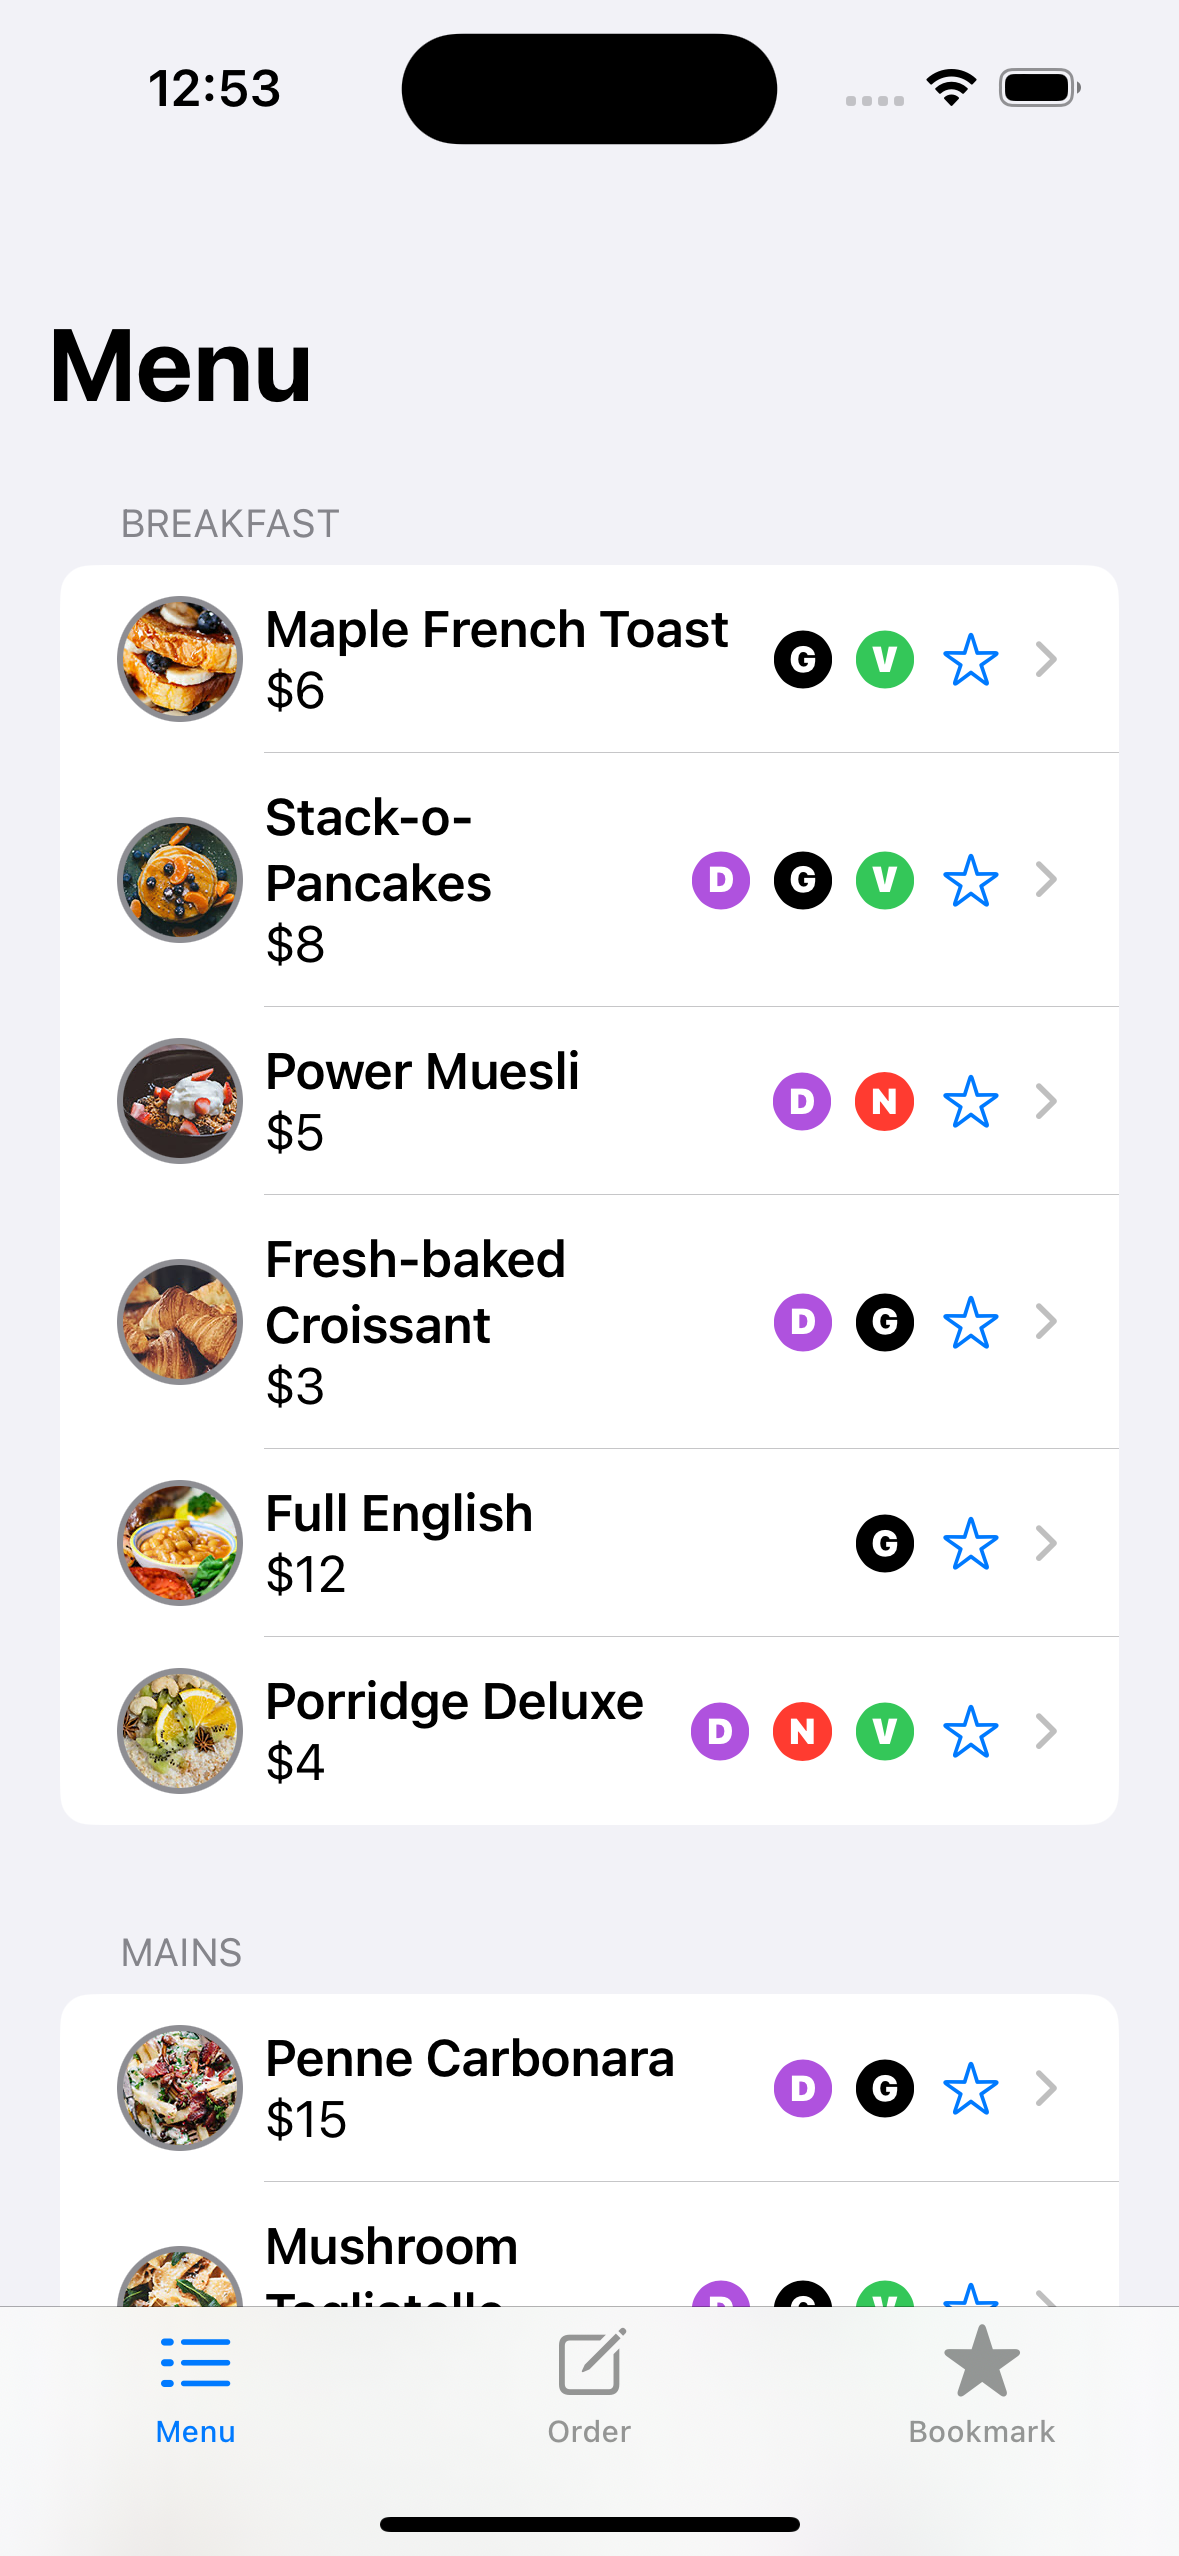 12:53
Menu
BREAKFAST
Maple French Toast
$6
G V
Stack-o-
Pancakes
$8
D G V
Power Muesli
$5
D N
Fresh-baked
Croissant
$3
D G
Full English
$12
G
Porridge Deluxe
$4
D N V
MAINS
Penne Carbonara
$15
D G
Mushroom
Tagliatelle
D G V
Menu
Order
Bookmark